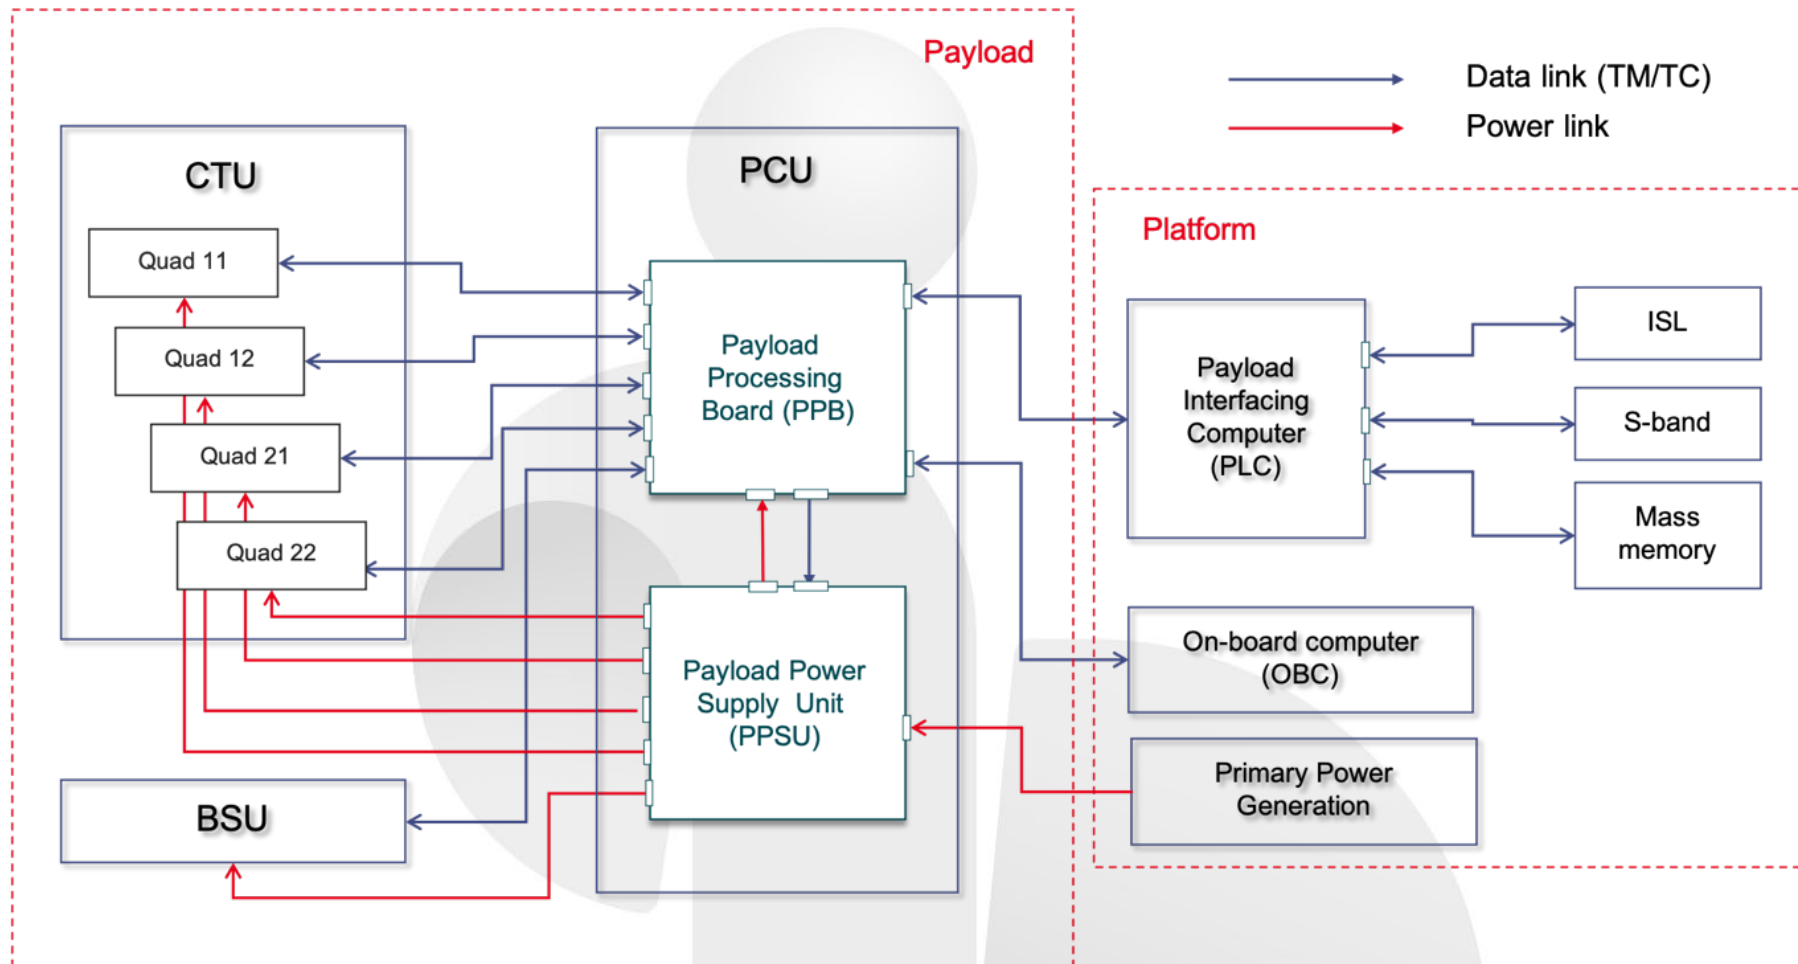 Payload
Data link (TM/TC)
Power link
CTU
PCU
Platform
Quad 11
Quad 12
Quad 21
Quad 22
Payload
Processing
Board (PPB)
Payload
Interfacing
Computer
(PLC)
ISL
S-band
Mass
memory
Payload Power
Supply Unit
(PPSU)
On-board computer
(OBC)
Primary Power
Generation
BSU